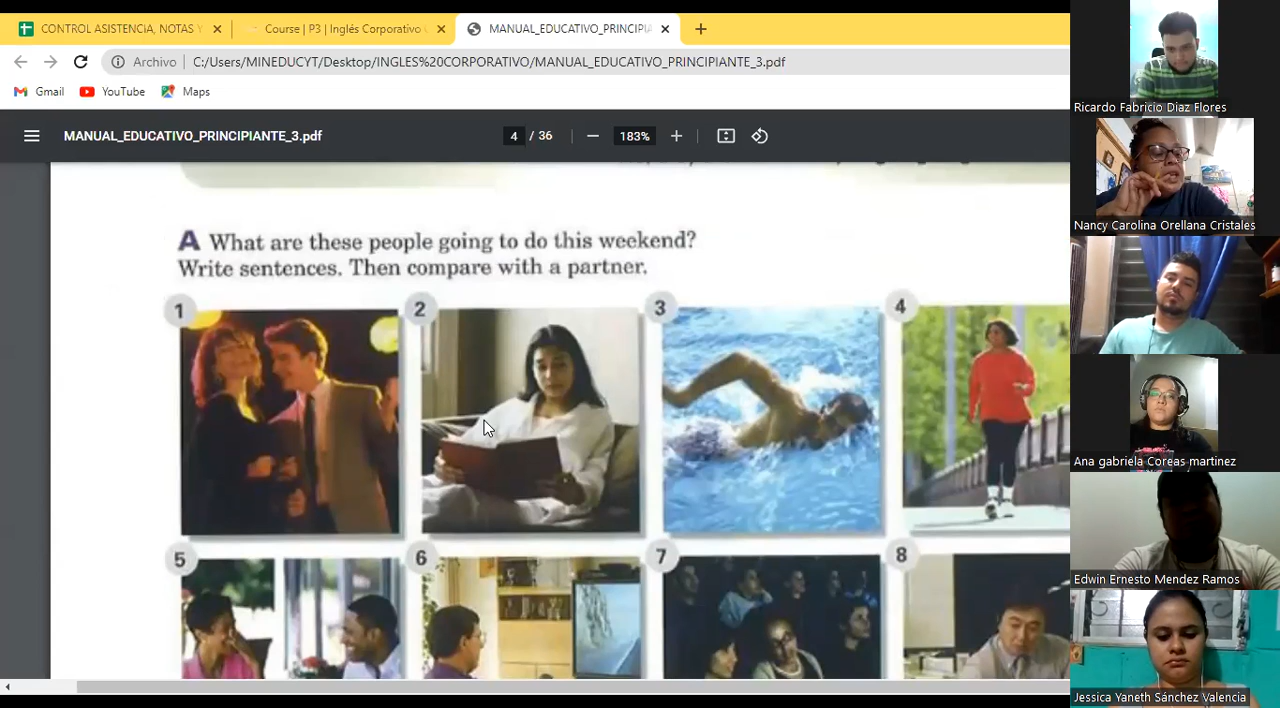 CONTROL ASISTENCIA, NOTAS Y
Course | P3 | Inglés Corporativo
MANUAL_EDUCATIVO_PRINCIPIA
Archivo
C:/Users/MINEDUCYT/Desktop/INGLES%20CORPORATIVO/MANUAL_EDUCATIVO_PRINCIPIANTE_3.pdf
Gmail
YouTube
Maps
MANUAL_EDUCATIVO_PRINCIPIANTE_3.pdf
4 / 36
183%
A What are these people going to do this weekend?
Write sentences. Then compare with a partner.
1
2
3
4
5
6
7
8
Ricardo Fabricio Diaz Flores
Nancy Carolina Orellana Cristales
Ana gabriela Coreas martinez
Edwin Ernesto Mendez Ramos
Jessica Yaneth Sánchez Valencia